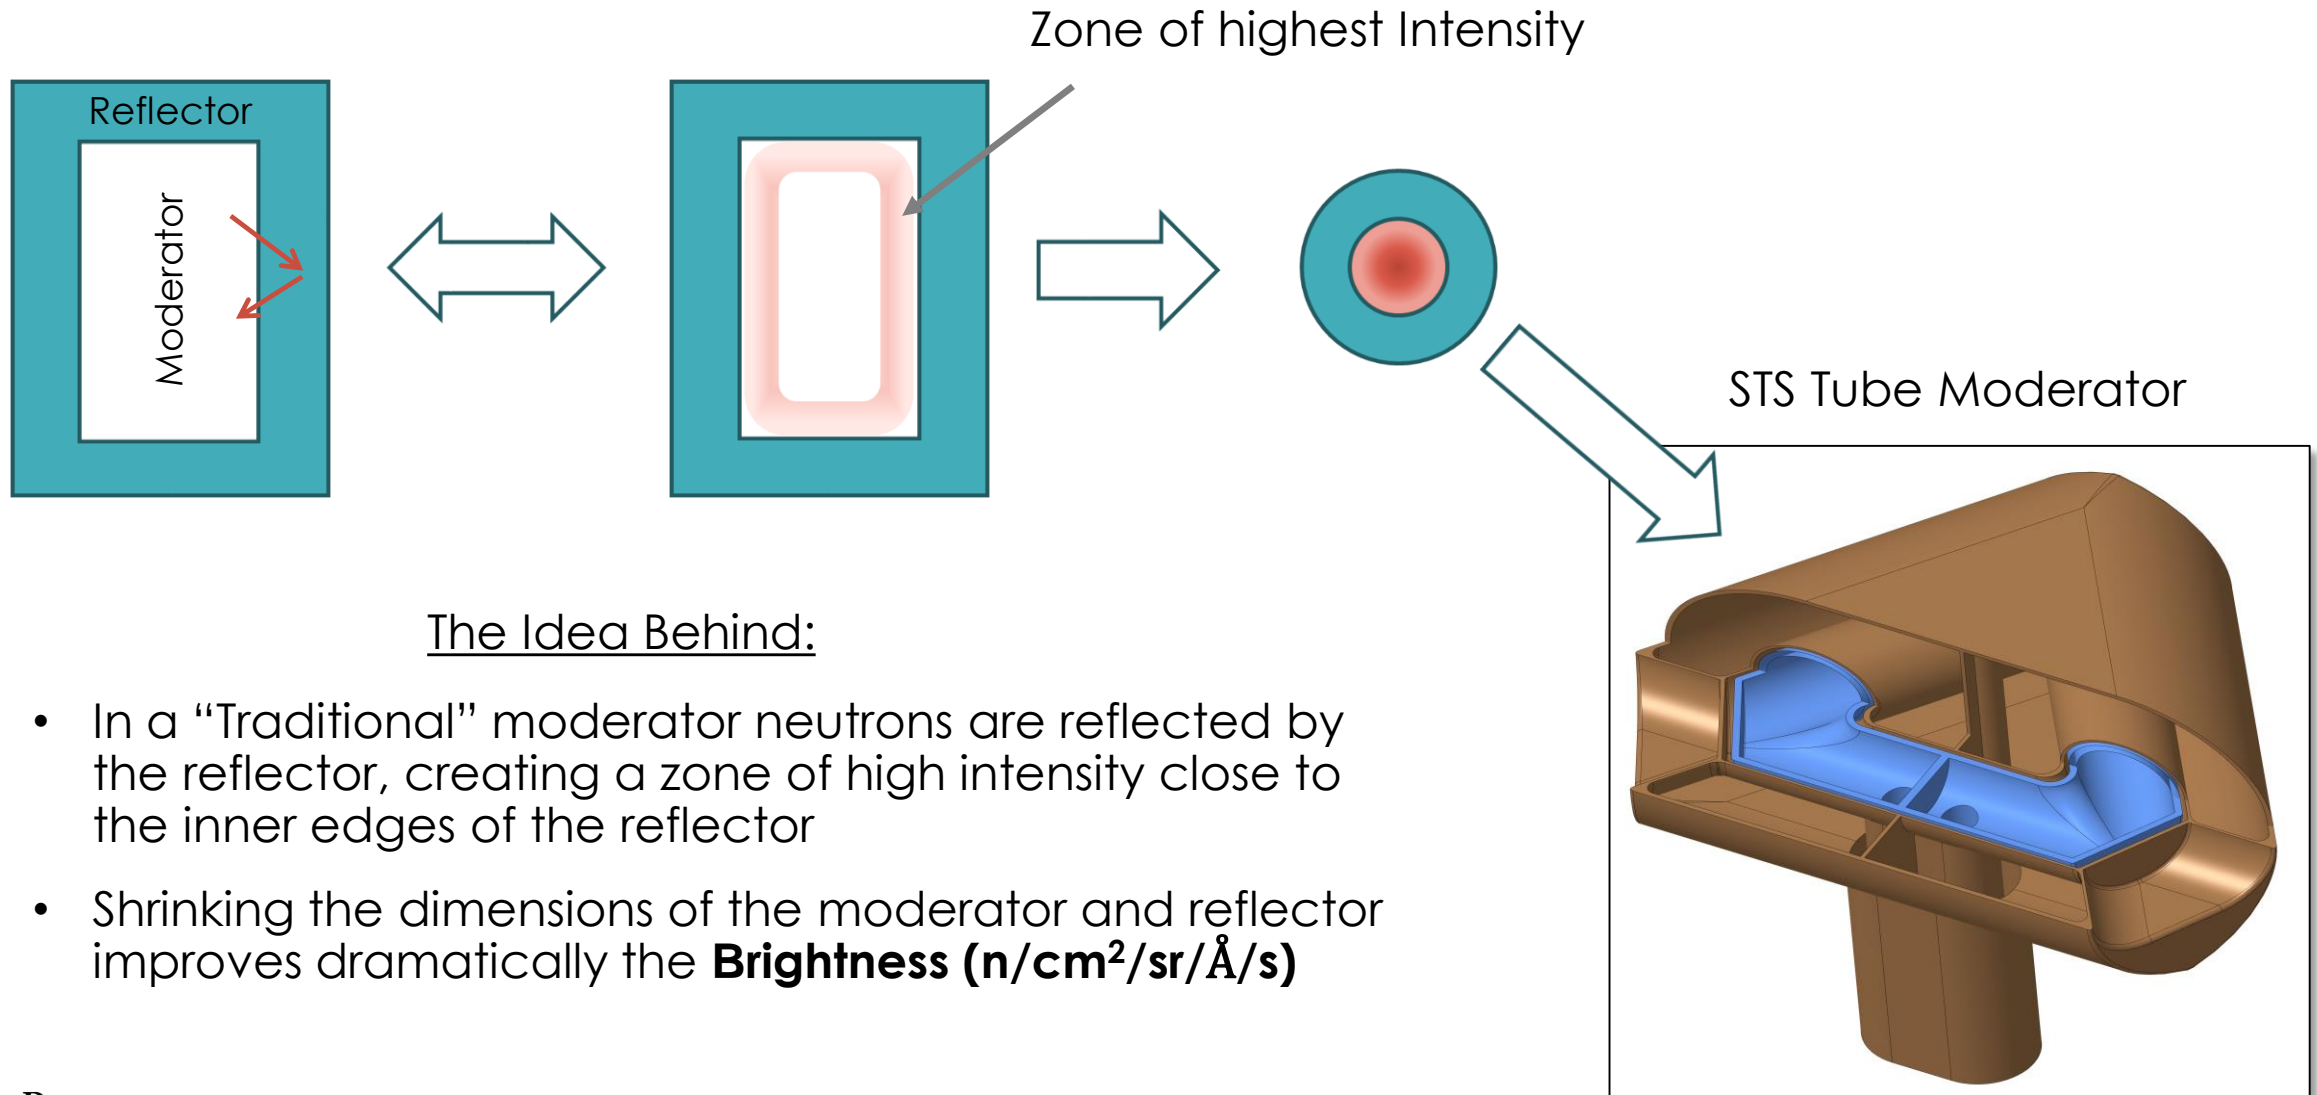 Zone of highest Intensity
Reflector
Moderator
STS Tube Moderator
The Idea Behind:
• In a “Traditional” moderator neutrons are reflected by
the reflector, creating a zone of high intensity close to
the inner edges of the reflector
• Shrinking the dimensions of the moderator and reflector
improves dramatically the Brightness (n/cm²/sr/Å/s)